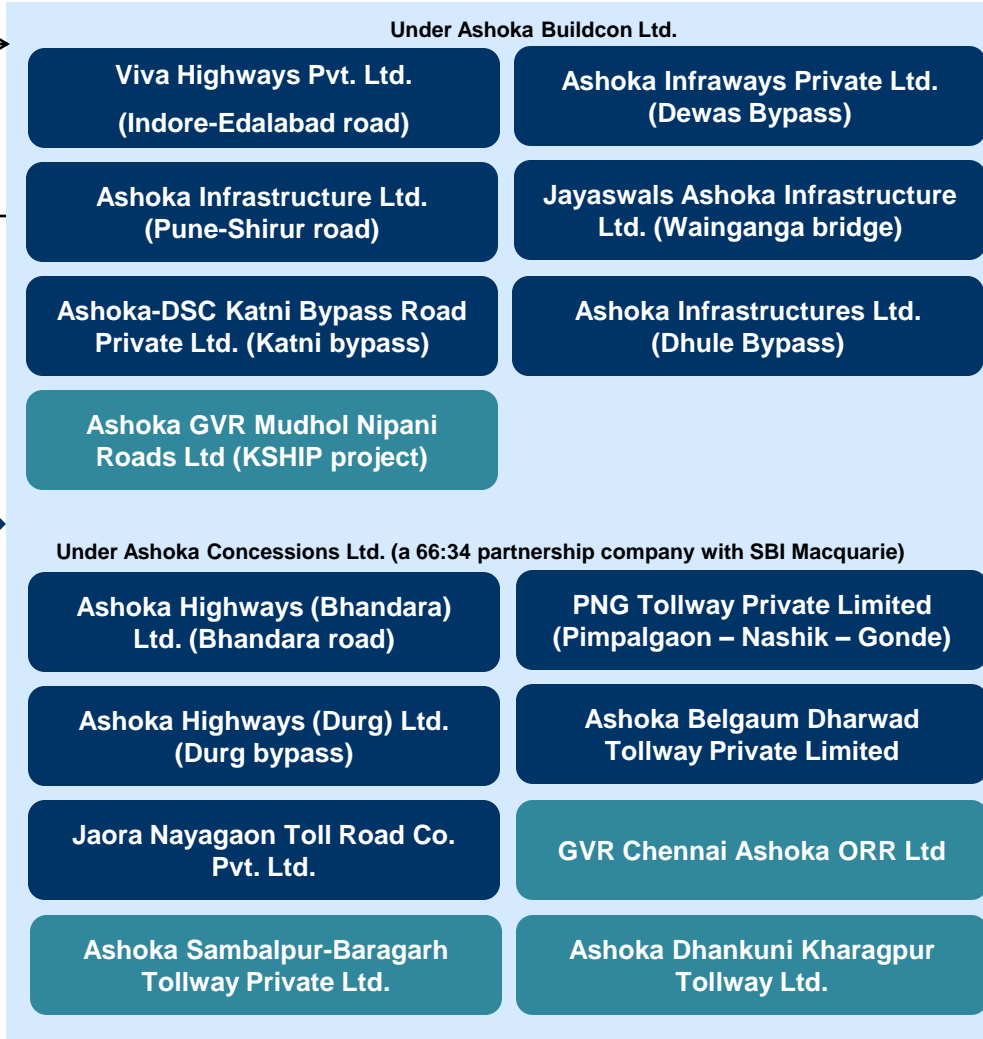 Under Ashoka Buildcon Ltd.
Viva Highways Pvt. Ltd.
(Indore-Edalabad road)
Ashoka Infraways Private Ltd.
(Dewas Bypass)
Ashoka Infrastructure Ltd.
(Pune-Shirur road)
Jayaswals Ashoka Infrastructure
Ltd. (Wainganga bridge)
Ashoka-DSC Katni Bypass Road
Private Ltd. (Katni bypass)
Ashoka Infrastructures Ltd.
(Dhule Bypass)
Ashoka GVR Mudhol Nipani
Roads Ltd (KSHIP project)
Under Ashoka Concessions Ltd. (a 66:34 partnership company with SBI Macquarie)
Ashoka Highways (Bhandara)
Ltd. (Bhandara road)
PNG Tollway Private Limited
(Pimpalgaon – Nashik – Gonde)
Ashoka Highways (Durg) Ltd.
(Durg bypass)
Ashoka Belgaum Dharwad
Tollway Private Limited
Jaora Nayagaon Toll Road Co.
Pvt. Ltd.
GVR Chennai Ashoka ORR Ltd
Ashoka Sambalpur-Baragarh
Tollway Private Ltd.
Ashoka Dhankuni Kharagpur
Tollway Ltd.